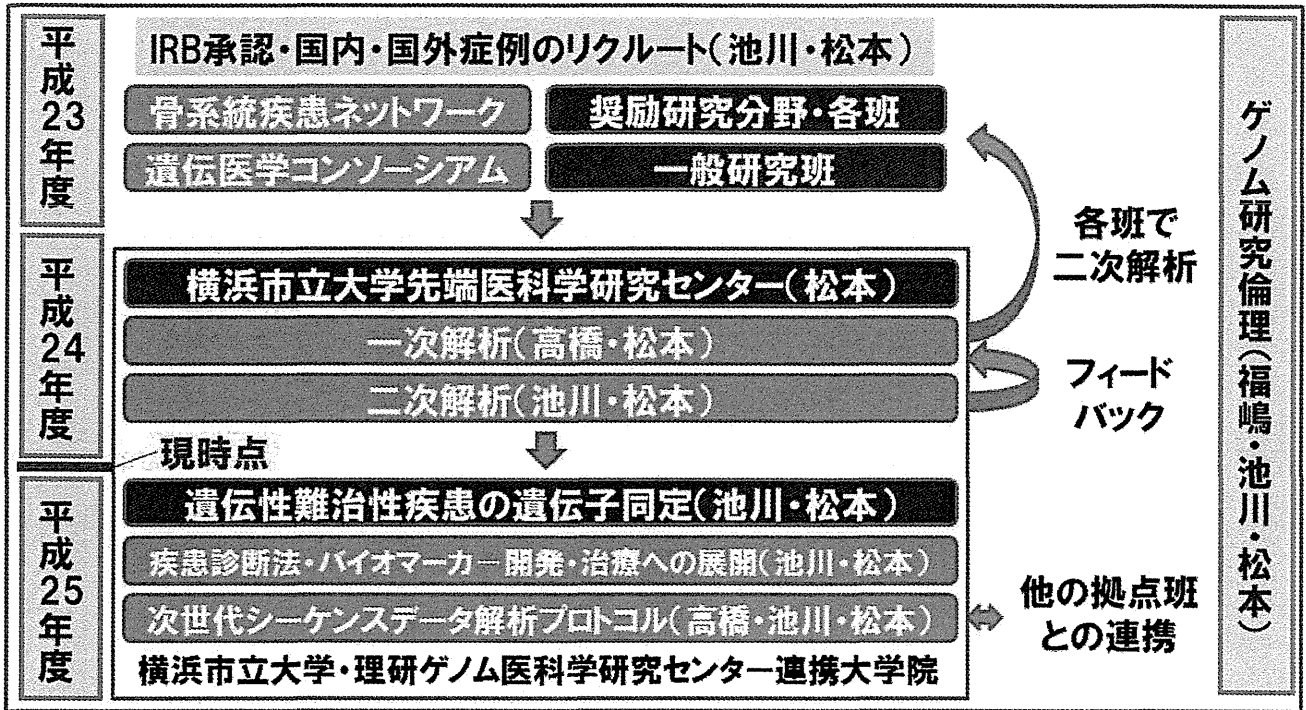 平成23年度
IRB承認・国内・国外症例のリクルート(池川・松本)
骨系統疾患ネットワーク
奨励研究分野・各班
遺伝医学コンソーシアム
一般研究班
各班で
二次解析
平成24年度
横浜市立大学先端医科学研究センター(松本)
一次解析(高橋・松本)
二次解析(池川・松本)
フィード
バック
現時点
平成25年度
遺伝性難治性疾患の遺伝子同定(池川・松本)
疾患診断法・バイオマーカー開発・治療への展開(池川・松本)
次世代シーケンスデータ解析プロトコル(高橋・池川・松本)
他の拠点班
との連携
横浜市立大学・理研ゲノム医科学研究センター連携大学院
ゲノム研究倫理(福嶋・池川・松本)